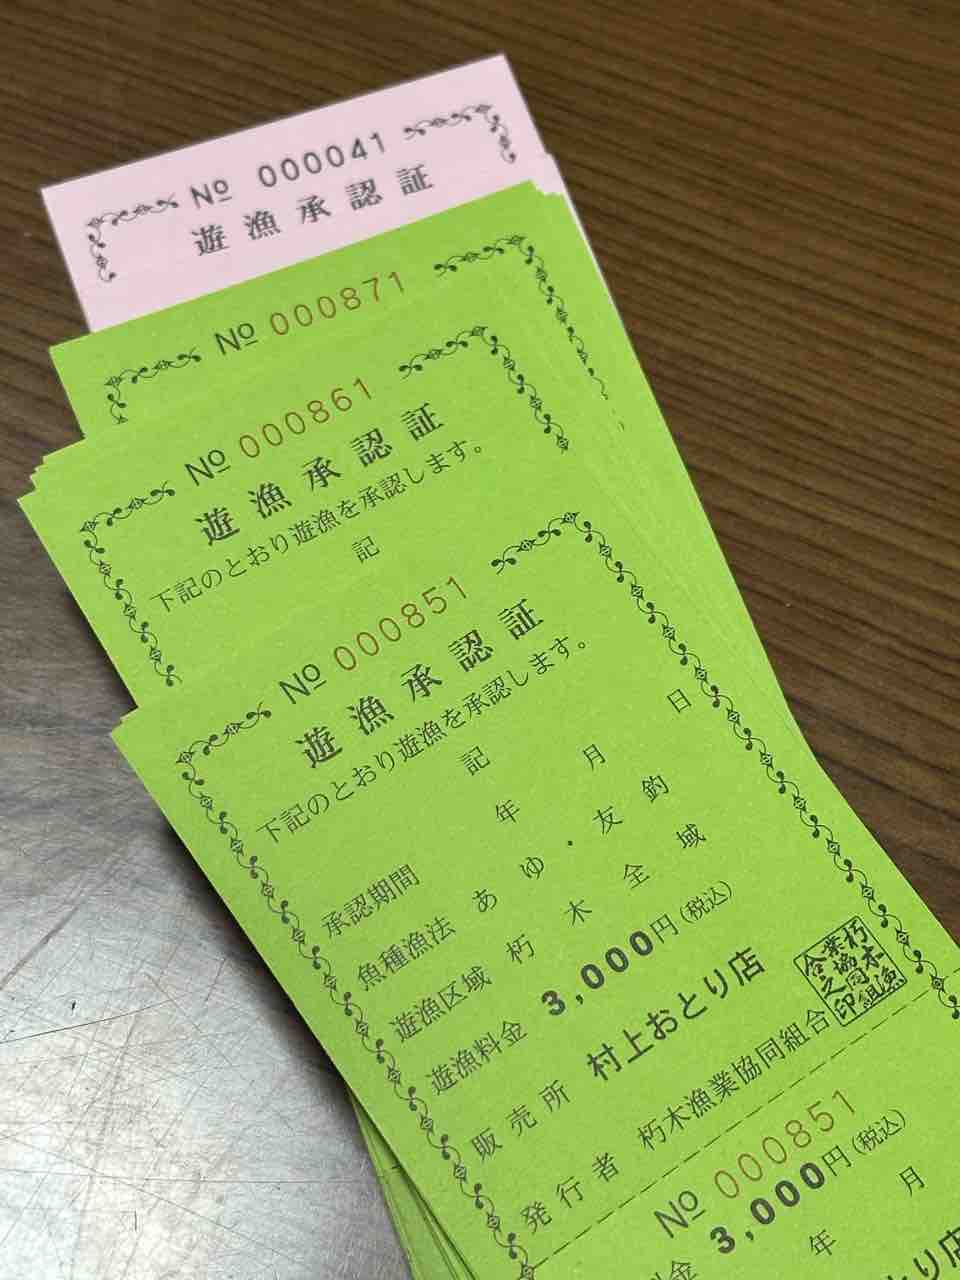 № 000041
遊漁承認証
№ 000871
№ 000861
遊漁承認証
下記のとおり遊漁を承認します。
記
№ 000851
遊漁承認証
下記のとおり遊漁を承認します。
記
承認期間 年 月 日
魚種漁法 あゆ・友釣
遊漁区域 朽木全域
遊漁料金 3,000円(税込)
販売所 村上おとり店
発行者 朽木漁業協同組合
朽木漁
業協同組
合之印
№ 000851
料金 3,000円(税込)
年 月
とり店